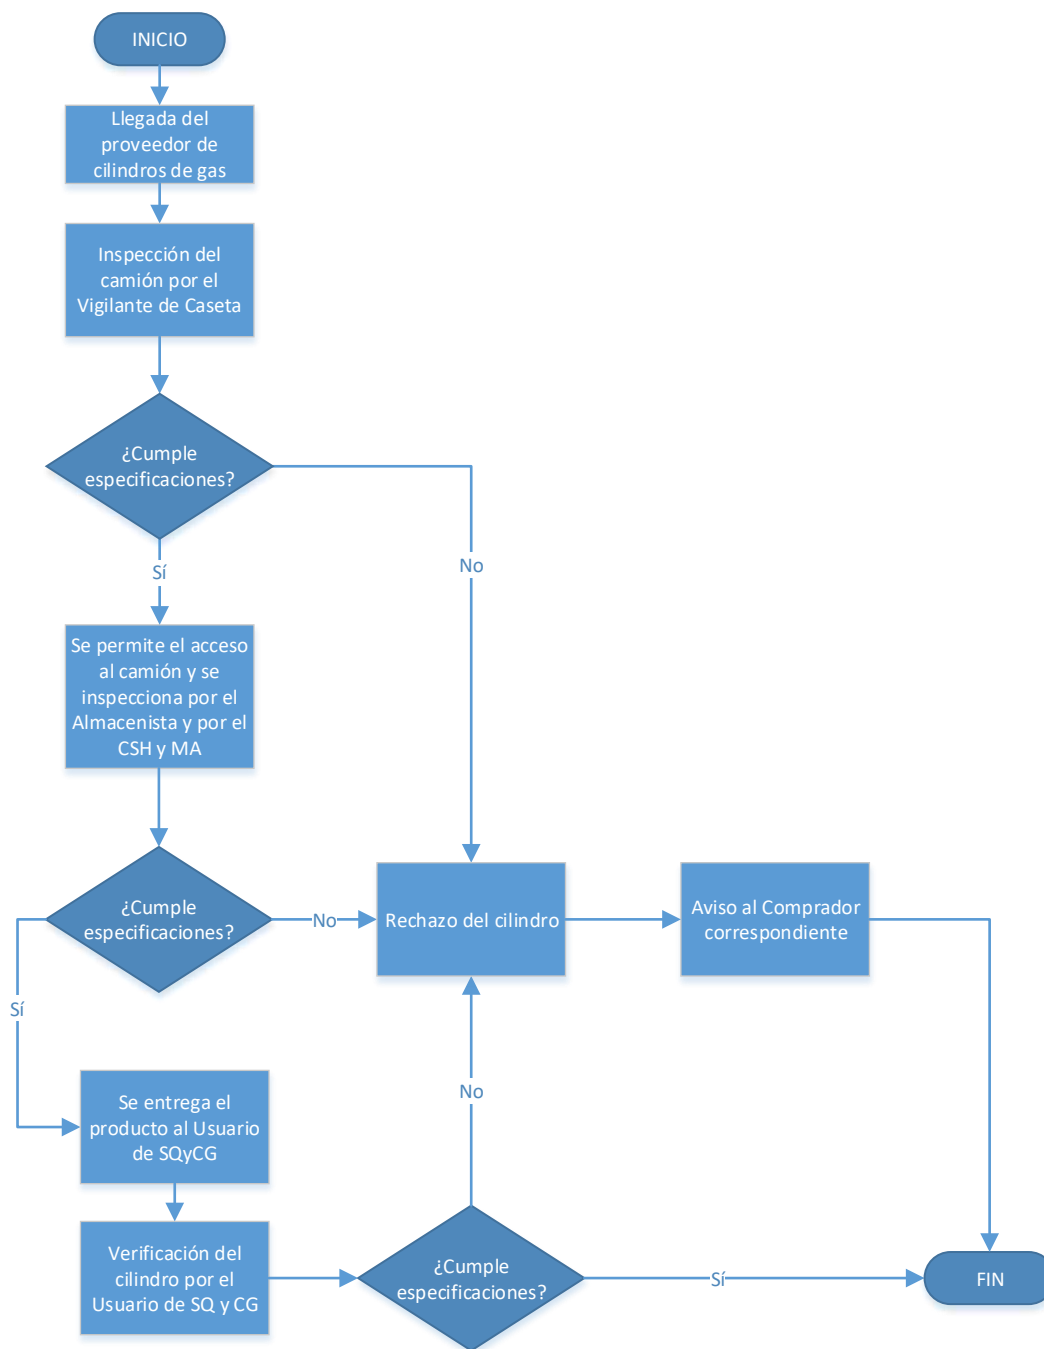 INICIO
Llegada del
proveedor de
cilindros de gas
Inspección del
camión por el
Vigilante de Caseta
¿Cumple
especificaciones?
No
Sí
Se permite el acceso
al camión y se
inspecciona por el
Almacenista y por el
CSH y MA
¿Cumple
especificaciones?
No
Rechazo del cilindro
Aviso al Comprador
correspondiente
Sí
Se entrega el
producto al Usuario
de SQyCG
No
Verificación del
cilindro por el
Usuario de SQ y CG
¿Cumple
especificaciones?
Sí
FIN